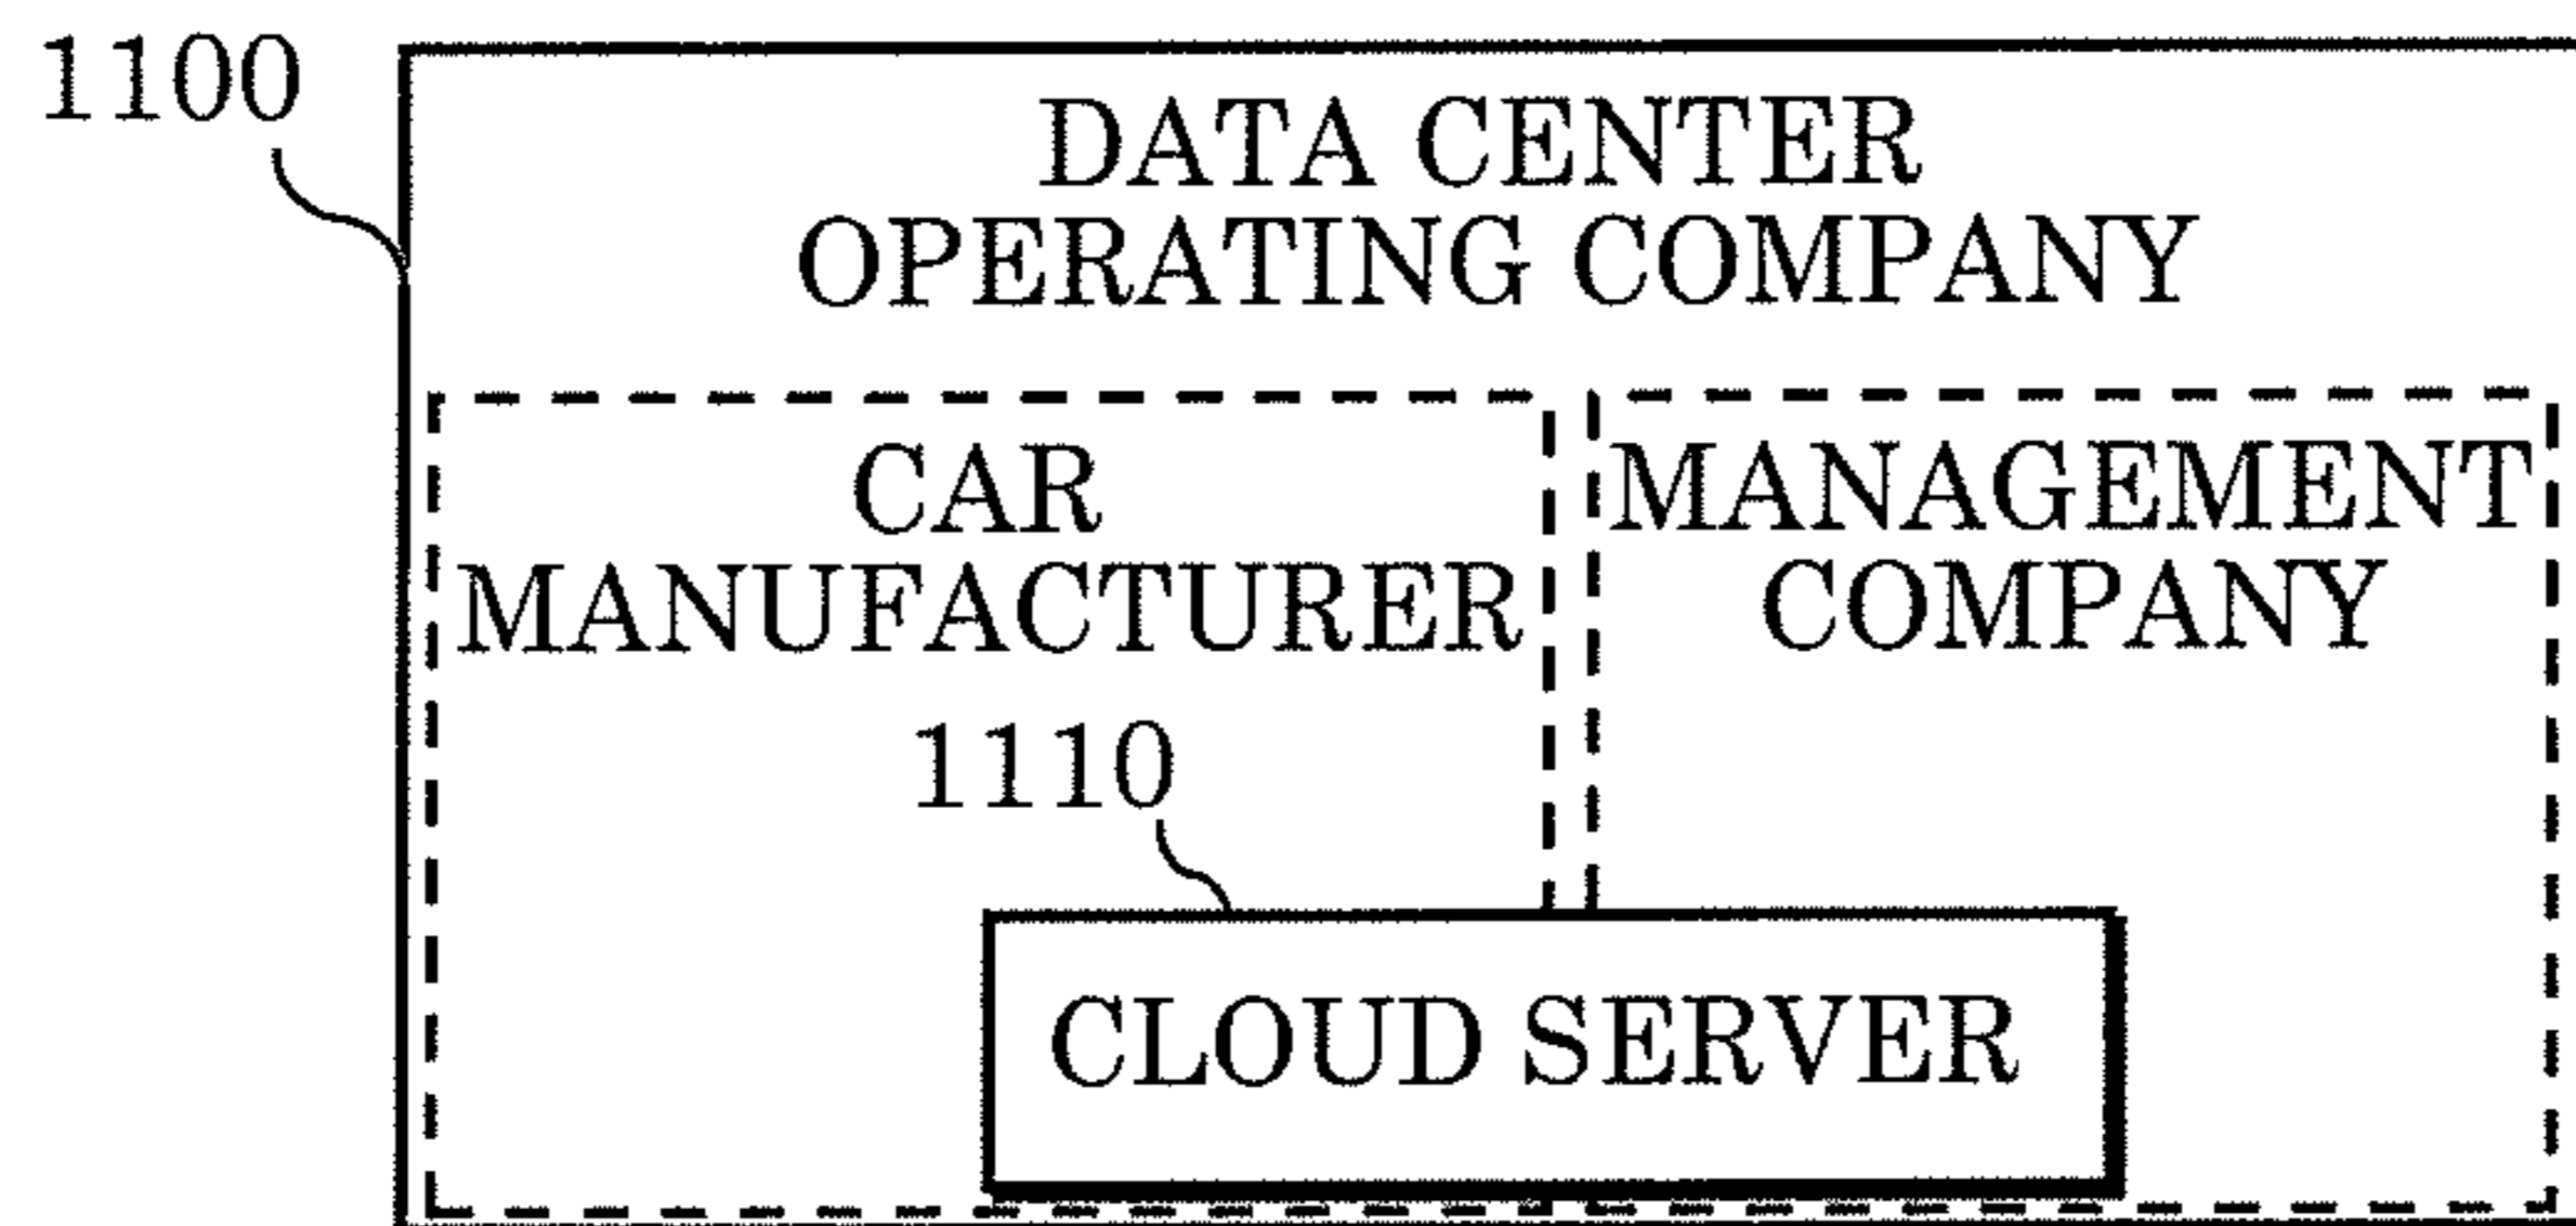 1100
DATA CENTER
OPERATING COMPANY
CAR
MANUFACTURER
MANAGEMENT
COMPANY
1110
CLOUD SERVER